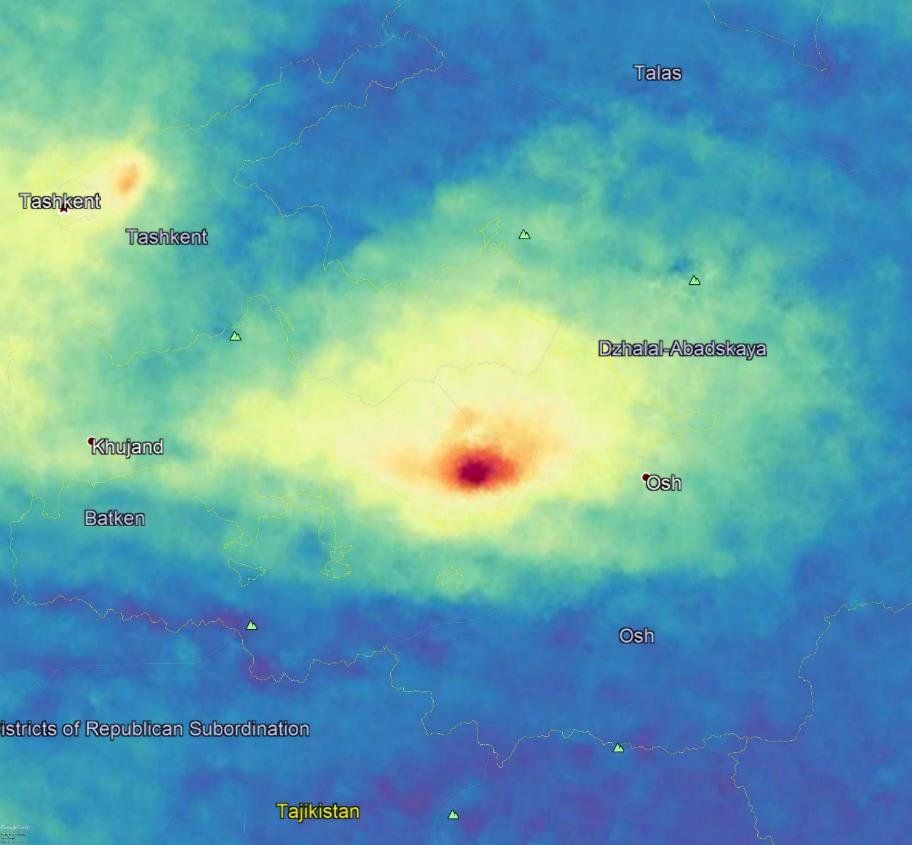 Talas
Tashkent
Tashkent
Dzhalal-Abadskaya
Khujand
Osh
Batken
Osh
istricts of Republican Subordination
Tajikistan